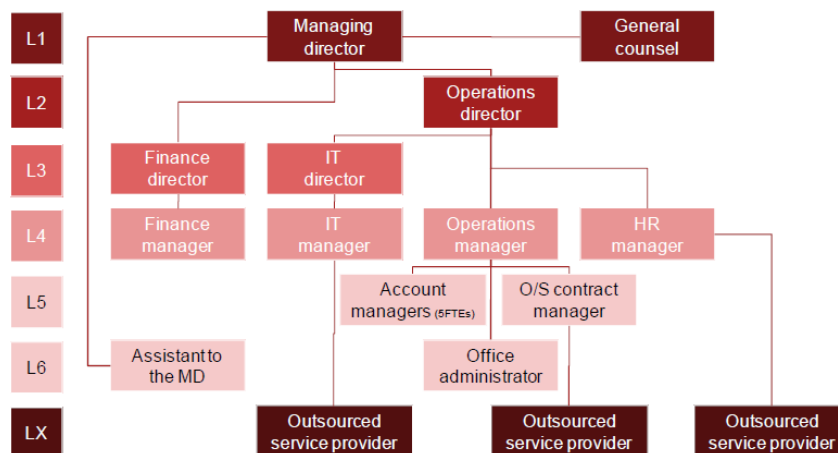 L1
Managing
director
General
counsel
L2
Operations
director
L3
Finance
director
IT
director
L4
Finance
manager
IT
manager
Operations
manager
HR
manager
L5
Account
managers (5FTEs)
O/S contract
manager
L6
Assistant to
the MD
Office
administrator
LX
Outsourced
service provider
Outsourced
service provider
Outsourced
service provider